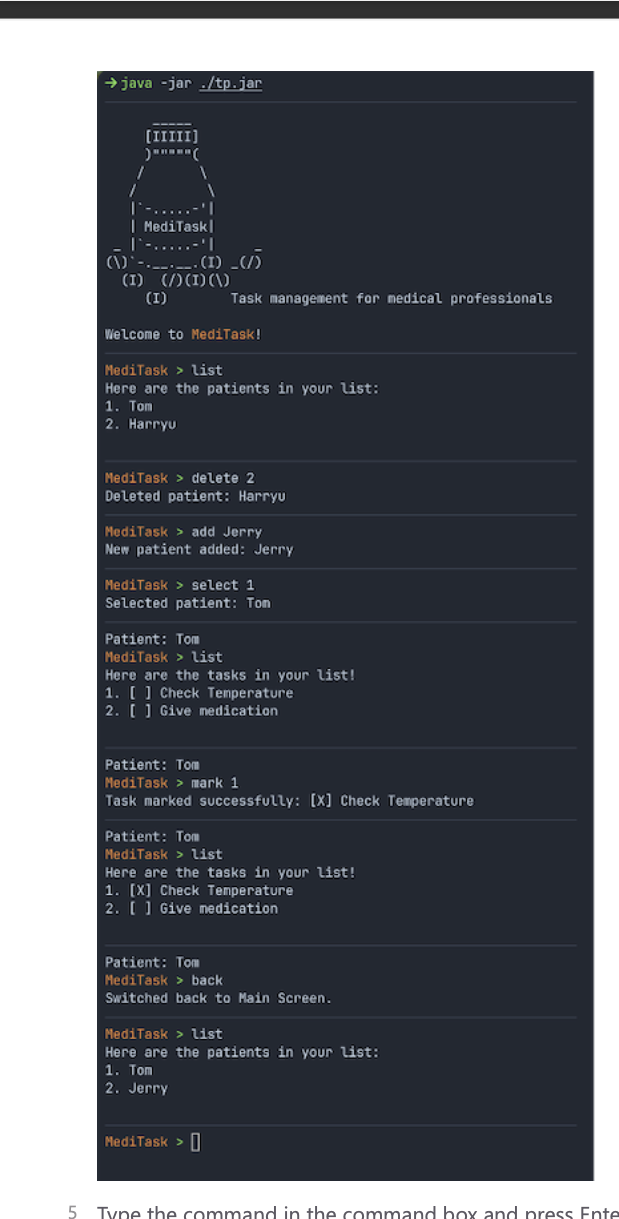 → java -jar ./tp.jar
       _____
      [IIIII]
      )"""""(
     /       \
    /         \
    |`-.....-'|
    | MediTask|
  _ |`-.....-'|     _
(\)`-.__.__.(I) _(/)
  (I)  (/)(I)(\)
     (I)        Task management for medical professionals
Welcome to MediTask!
MediTask > list
Here are the patients in your list:
1. Tom
2. Harryu
MediTask > delete 2
Deleted patient: Harryu
MediTask > add Jerry
New patient added: Jerry
MediTask > select 1
Selected patient: Tom
Patient: Tom
MediTask > list
Here are the tasks in your list!
1. [ ] Check Temperature
2. [ ] Give medication
Patient: Tom
MediTask > mark 1
Task marked successfully: [X] Check Temperature
Patient: Tom
MediTask > list
Here are the tasks in your list!
1. [X] Check Temperature
2. [ ] Give medication
Patient: Tom
MediTask > back
Switched back to Main Screen.
MediTask > list
Here are the patients in your list:
1. Tom
2. Jerry
MediTask >
5 Type the command in the command box and press Ente